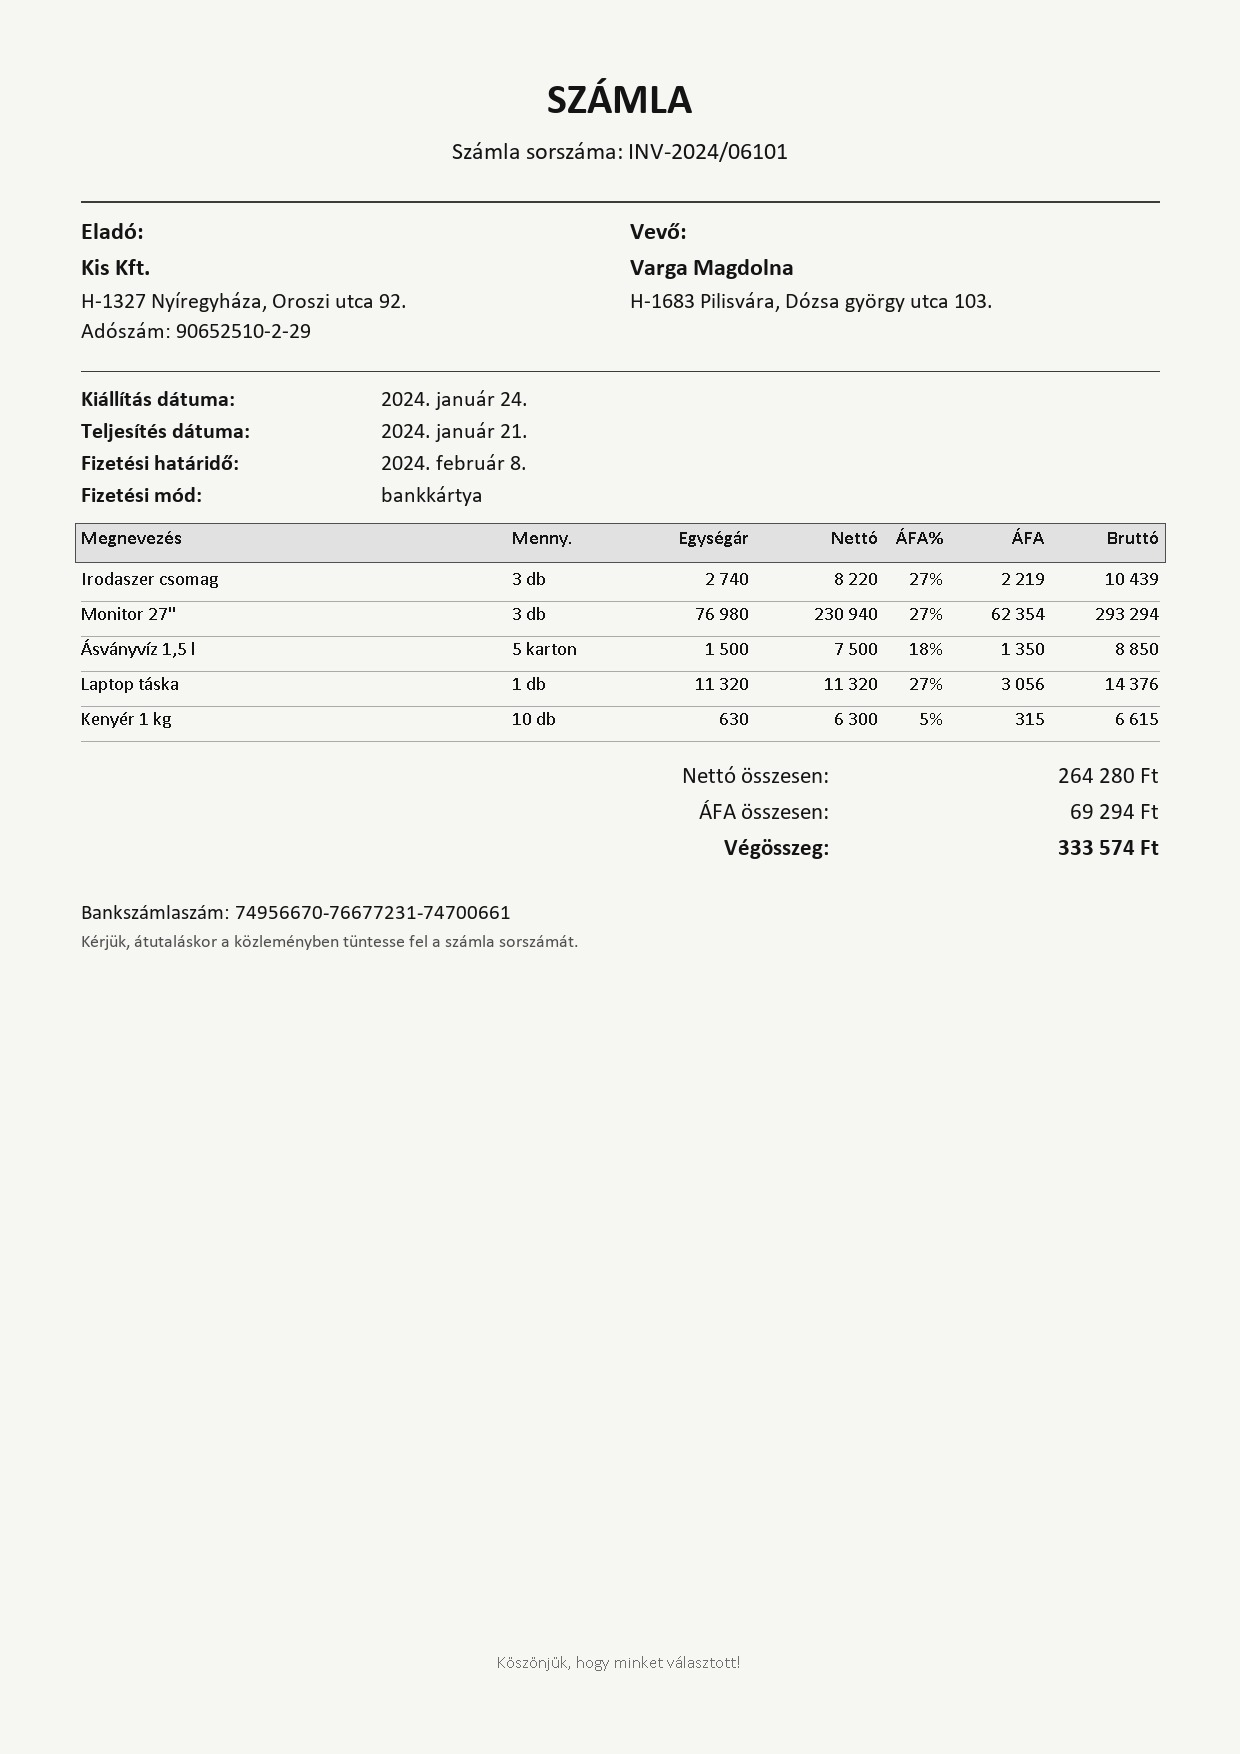 SZÁMLA
Számla sorszáma: INV-2024/06101
Eladó:
Kis Kft.
H-1327 Nyíregyháza, Oroszi utca 92.
Adószám: 90652510-2-29
Vevő:
Varga Magdolna
H-1683 Pilisvára, Dózsa györgy utca 103.
Kiállítás dátuma: 2024. január 24.
Teljesítés dátuma: 2024. január 21.
Fizetési határidő: 2024. február 8.
Fizetési mód: bankkártya
Megnevezés Menny. Egységár Nettó ÁFA% ÁFA Bruttó
Irodaszer csomag 3 db 2 740 8 220 27% 2 219 10 439
Monitor 27" 3 db 76 980 230 940 27% 62 354 293 294
Ásványvíz 1,5 l 5 karton 1 500 7 500 18% 1 350 8 850
Laptop táska 1 db 11 320 11 320 27% 3 056 14 376
Kenyér 1 kg 10 db 630 6 300 5% 315 6 615
Nettó összesen: 264 280 Ft
ÁFA összesen: 69 294 Ft
Végösszeg: 333 574 Ft
Bankszámlaszám: 74956670-76677231-74700661
Kérjük, átutaláskor a közleményben tüntesse fel a számla sorszámát.
Köszönjük, hogy minket választott!